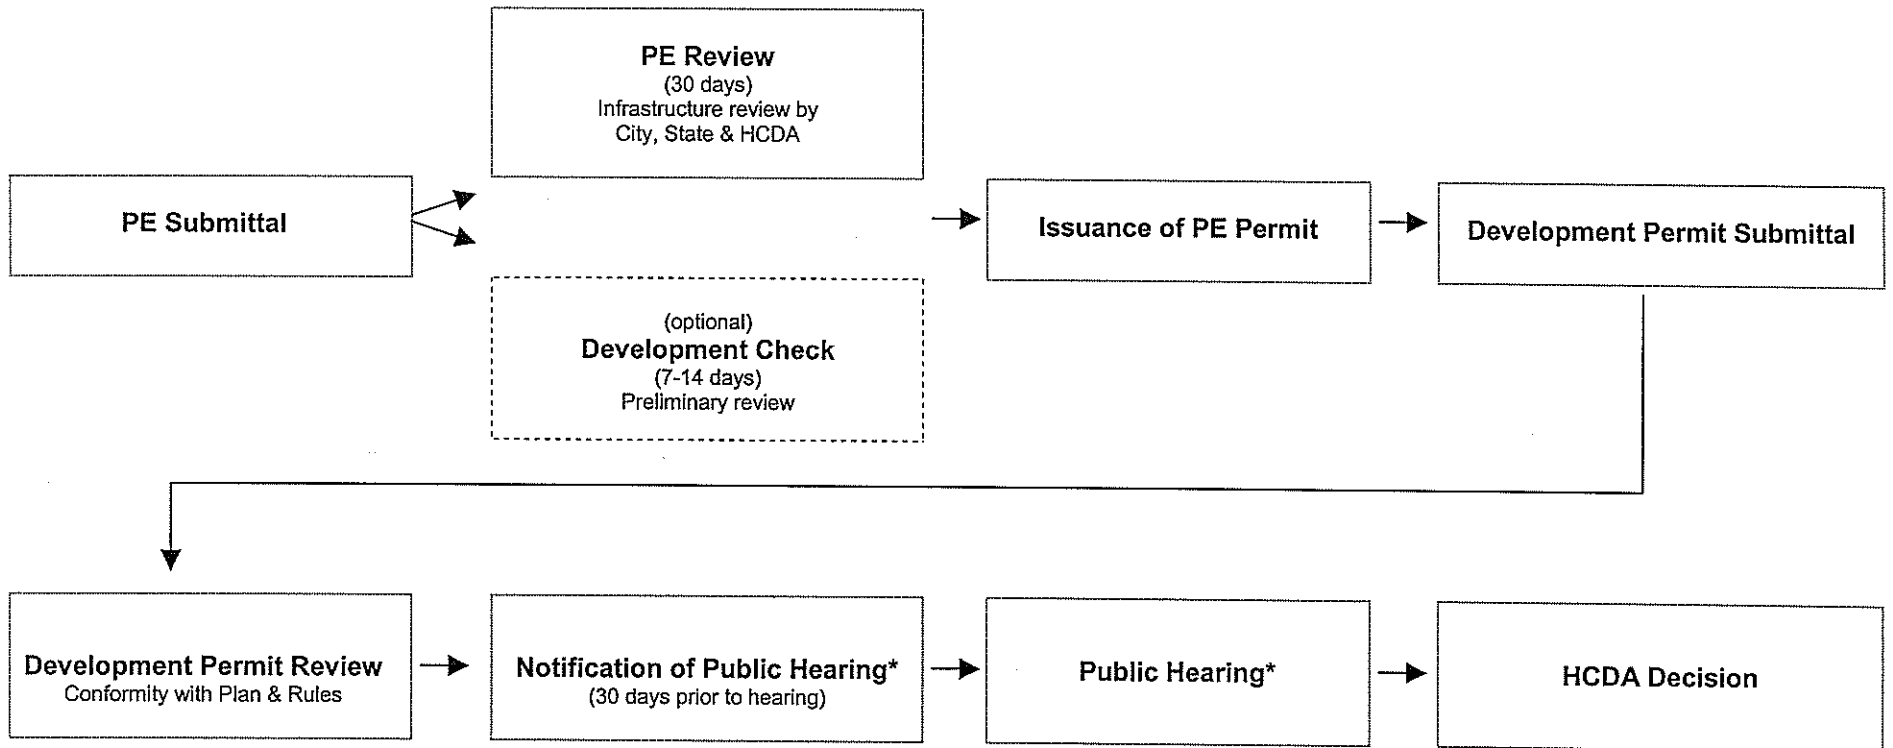 PE Submittal
PE Review
(30 days)
Infrastructure review by
City, State & HCDA
(optional)
Development Check
(7-14 days)
Preliminary review
Issuance of PE Permit
Development Permit Submittal
Development Permit Review
Conformity with Plan & Rules
Notification of Public Hearing*
(30 days prior to hearing)
Public Hearing*
HCDA Decision